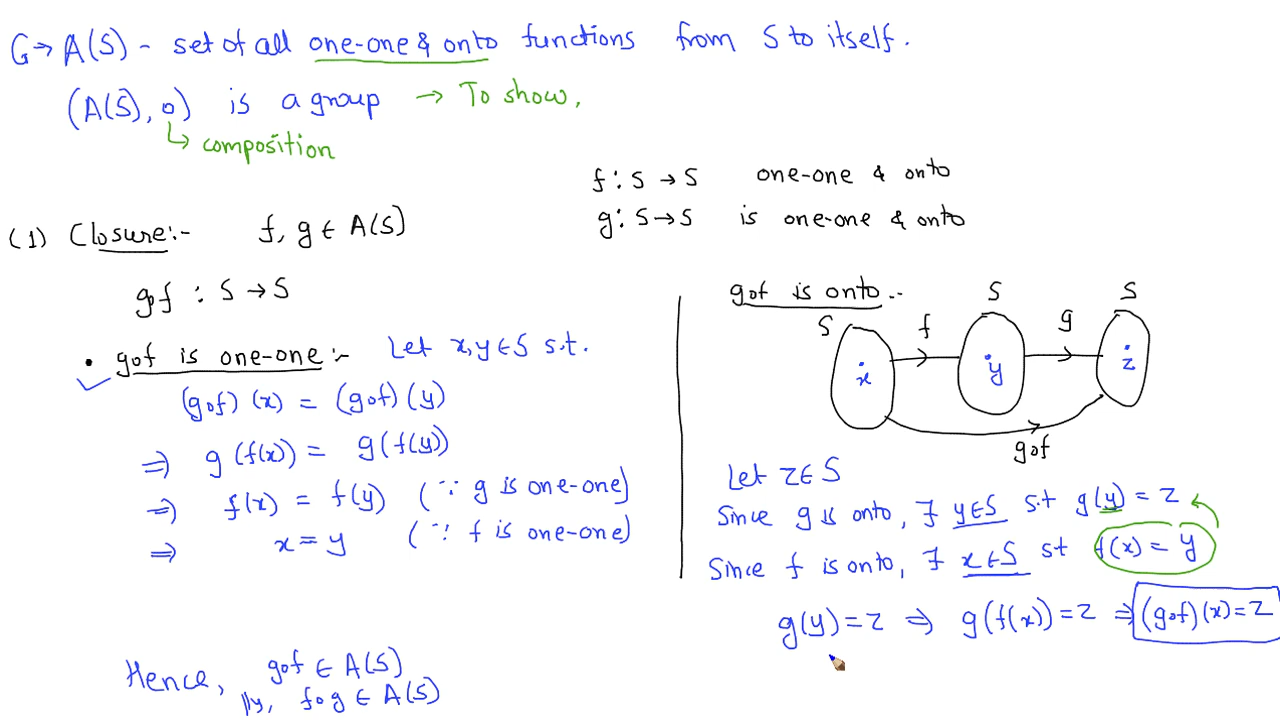 G → A(S) - set of all one-one & onto functions from S to itself.
(A(S), o) is a group → To show,
↳ composition
f : S → S one-one & onto
g : S → S is one-one & onto
(1) Closure:- f, g ∈ A(S)
gof : S → S
• gof is one-one:- Let x, y ∈ S s.t.
(gof)(x) = (gof)(y)
⇒ g(f(x)) = g(f(y))
⇒ f(x) = f(y) (∵ g is one-one)
⇒ x = y (∵ f is one-one)
Hence, gof ∈ A(S)
||ly, fog ∈ A(S)
gof is onto:-
S f S g S
x y z
gof
Let z ∈ S
Since g is onto, ∃ y ∈ S s.t g(y) = z
Since f is onto, ∃ x ∈ S st f(x) = y
g(y) = z ⇒ g(f(x)) = z ⇒ (gof)(x) = z